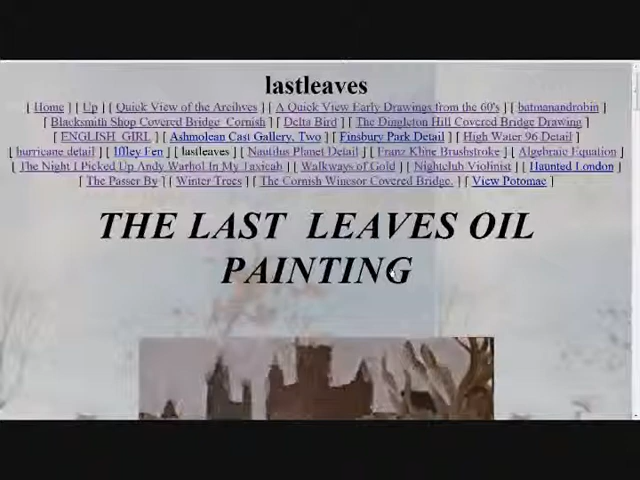 lastleaves
[ Home ] [ Up ] [ Quick View of the Arcihves ] [ A Quick View Early Drawings from the 60's ] [ batmanandrobin ]
[ Blacksmith Shop Covered Bridge Cornish ] [ Delta Bird ] [ The Dingleton Hill Covered Bridge Drawing ]
[ ENGLISH GIRL ] [ Ashmolean Cast Gallery, Two ] [ Finsbury Park Detail ] [ High Water 96 Detail ]
[ hurricane detail ] [ Iffley Fen ] [ lastleaves ] [ Nautilus Planet Detail ] [ Franz Kline Brushstroke ] [ Algebraic Equation ]
[ The Night I Picked Up Andy Warhol In My Taxicab ] [ Walkways of Gold ] [ Nightclub Violinist ] [ Haunted London ]
[ The Passer By ] [ Winter Trees ] [ The Cornish Wincsor Covered Bridge. ] [ View Potomac ]
THE LAST LEAVES OIL
PAINTING